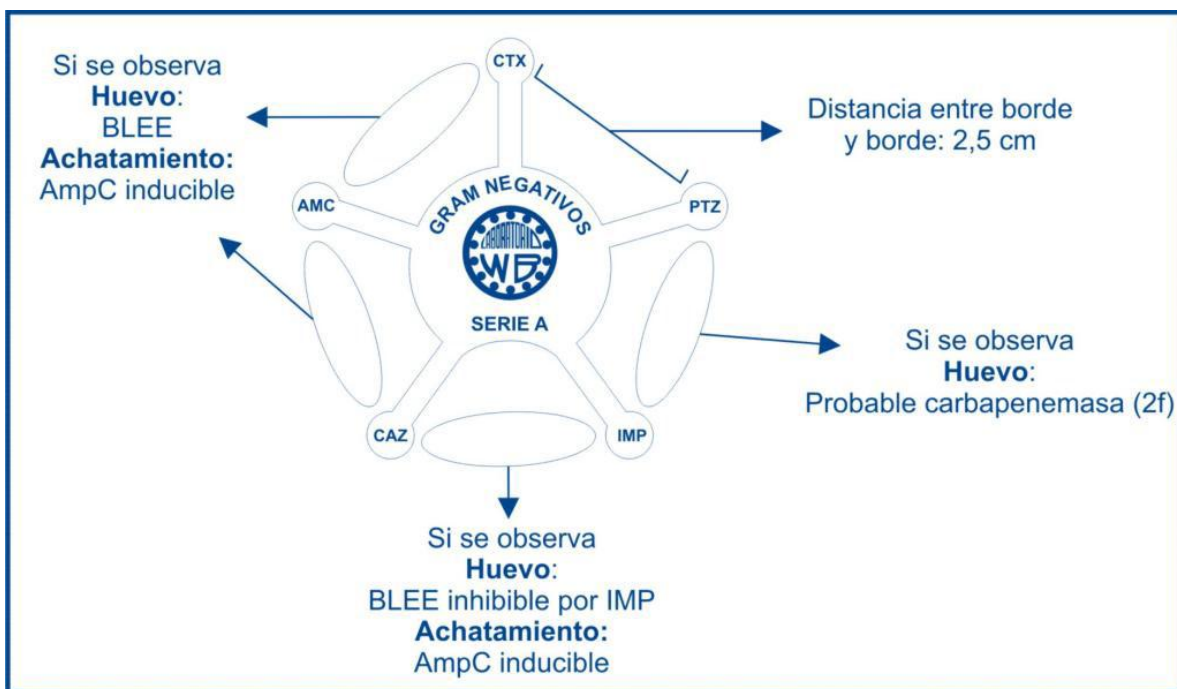 Si se observa
Huevo:
BLEE
Achatamiento:
AmpC inducible
CTX
Distancia entre borde
y borde: 2,5 cm
AMC
GRAM NEGATIVOS
PTZ
LABORATORIO
WB
SERIE A
Si se observa
Huevo:
Probable carbapenemasa (2f)
CAZ
IMP
Si se observa
Huevo:
BLEE inhibible por IMP
Achatamiento:
AmpC inducible